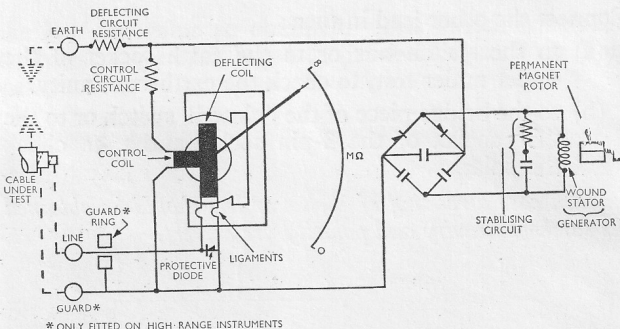 DEFLECTING
CIRCUIT
RESISTANCE
EARTH
CONTROL
CIRCUIT
RESISTANCE
DEFLECTING
COIL
∞
PERMANENT
MAGNET
ROTOR
CONTROL
COIL
MΩ
CABLE
UNDER
TEST
GUARD*
RING
WOUND
STATOR
STABILISING
CIRCUIT
GENERATOR
LINE
LIGAMENTS
PROTECTIVE
DIODE
O
GUARD*
* ONLY FITTED ON HIGH-RANGE INSTRUMENTS